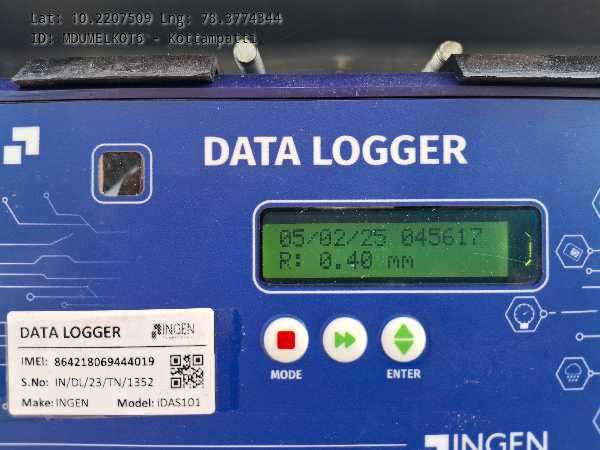 Lat: 10.2207509 Lng: 78.3774344
ID: MDUMELKOT6 - Kottampatti
DATA LOGGER
05/02/25 045617
R: 0.40 mm
MODE
ENTER
DATA LOGGER
INGEN
IMEI: 864218069444019
S.No: IN/DL/23/TN/1352
Make: INGEN Model: iDAS101
INGEN